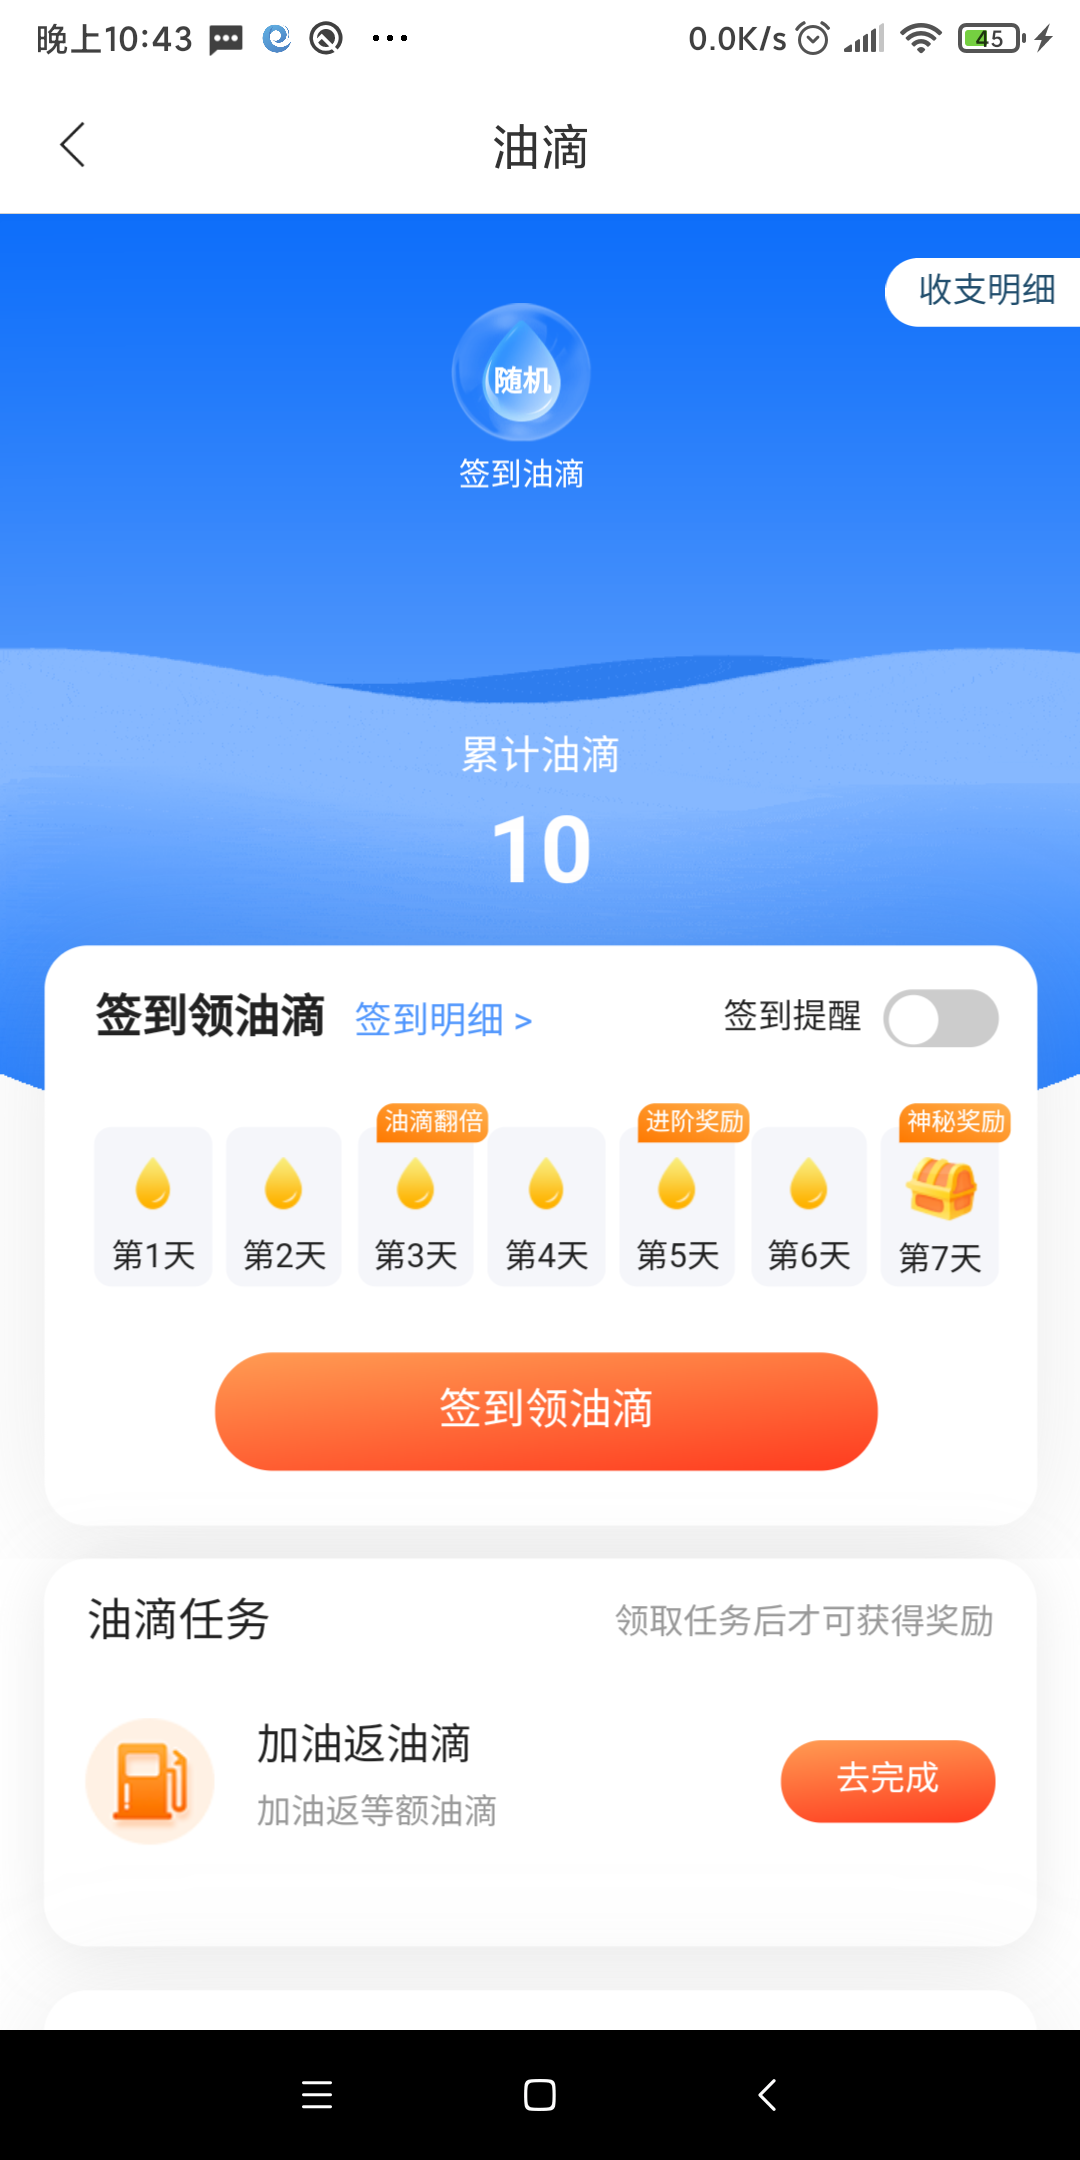 晚上10:43
0.0K/s
45
油滴
收支明细
随机
签到油滴
累计油滴
10
签到领油滴 签到明细 > 签到提醒
油滴翻倍 进阶奖励 神秘奖励
第1天 第2天 第3天 第4天 第5天 第6天 第7天
签到领油滴
油滴任务 领取任务后才可获得奖励
加油返油滴
加油返等额油滴
去完成